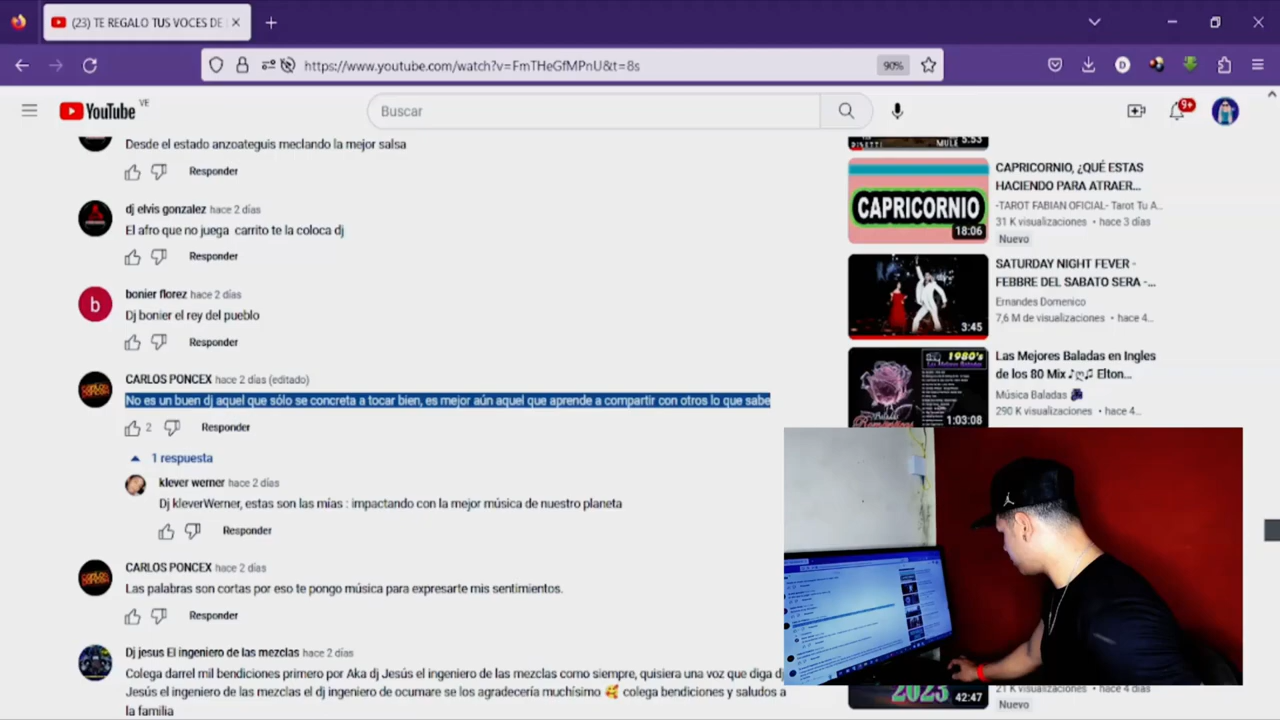 (23) TE REGALO TUS VOCES DE
https://www.youtube.com/watch?v=FmTHeGfMPnU&t=8s
90%
YouTube VE
Buscar
9+
Desde el estado anzoateguis meclando la mejor salsa
Responder
dj elvis gonzalez hace 2 días
El afro que no juega carrito te la coloca dj
Responder
b
bonier florez hace 2 días
Dj bonier el rey del pueblo
Responder
CARLOS PONCEX hace 2 días (editado)
No es un buen dj aquel que sólo se concreta a tocar bien, es mejor aún aquel que aprende a compartir con otros lo que sabe
2 Responder
1 respuesta
klever werner hace 2 días
Dj kleverWerner, estas son las mías : impactando con la mejor música de nuestro planeta
Responder
CARLOS PONCEX hace 2 días
Las palabras son cortas por eso te pongo música para expresarte mis sentimientos.
Responder
Dj jesus El ingeniero de las mezclas hace 2 días
Colega darrel mil bendiciones primero por Aka dj Jesús el ingeniero de las mezclas como siempre, quisiera una voz que diga dj
Jesús el ingeniero de las mezclas el dj ingeniero de ocumare se los agradecería muchísimo 🥰 colega bendiciones y saludos a
la familia
MULE 5:53
CAPRICORNIO
18:06
CAPRICORNIO, ¿QUÉ ESTAS
HACIENDO PARA ATRAER...
-TAROT FABIAN OFICIAL- Tarot Tu A...
31 K visualizaciones • hace 3 días
Nuevo
3:45
SATURDAY NIGHT FEVER -
FEBBRE DEL SABATO SERA -...
Ernandes Domenico
7,6 M de visualizaciones • hace 4...
1980's
1:03:08
Las Mejores Baladas en Ingles
de los 80 Mix ♪ღ♫ Elton...
Música Baladas
290 K visualizaciones • hace 4...
2023
42:47
21 K visualizaciones • hace 4 días
Nuevo